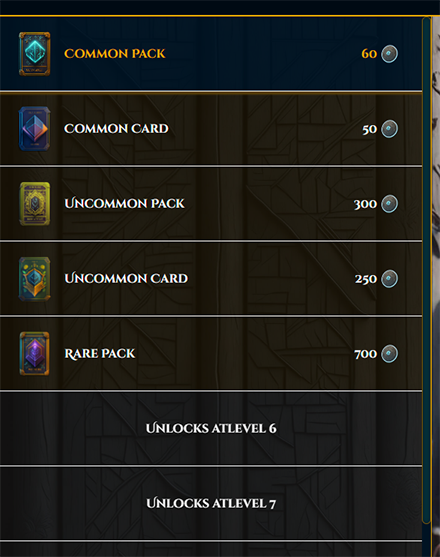 Common Pack 60
Common Card 50
Uncommon Pack 300
Uncommon Card 250
Rare Pack 700
Unlocks atLevel 6
Unlocks atLevel 7